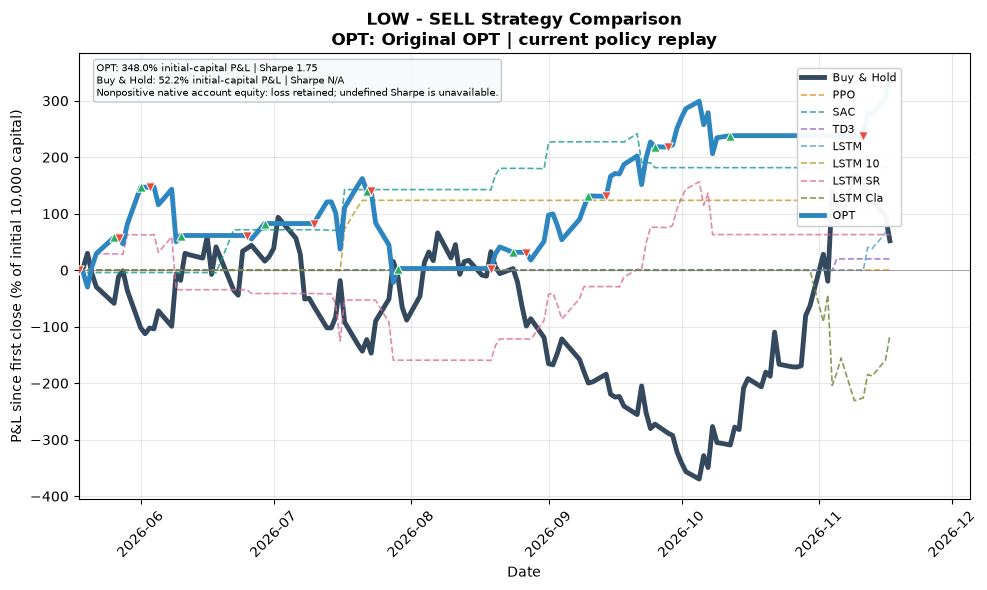 LOW - SELL Strategy Comparison
OPT: Original OPT | current policy replay
OPT: 348.0% initial-capital P&L | Sharpe 1.75
Buy & Hold: 52.2% initial-capital P&L | Sharpe N/A
Nonpositive native account equity: loss retained; undefined Sharpe is unavailable.
Buy & Hold
PPO
SAC
TD3
LSTM
LSTM 10
LSTM SR
LSTM Cla
OPT
P&L since first close (% of initial 10,000 capital)
300
200
100
0
−100
−200
−300
−400
2026-06
2026-07
2026-08
2026-09
2026-10
2026-11
2026-12
Date